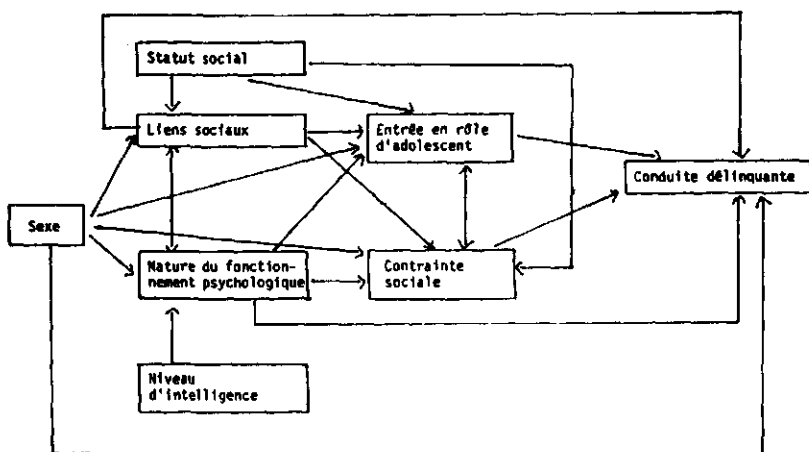 Statut social
Liens sociaux
Entrée en rôle
d'adolescent
Conduite délinquante
Sexe
Nature du fonction-
nement psychologique
Contrainte
sociale
Niveau
d'intelligence